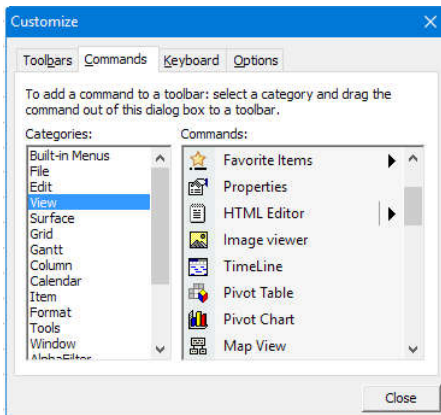 Customize
Toolbars Commands Keyboard Options
To add a command to a toolbar: select a category and drag the
command out of this dialog box to a toolbar.
Categories:
Built-in Menus
File
Edit
View
Surface
Grid
Gantt
Column
Calendar
Item
Format
Tools
Window
AlphaFilter
Commands:
Favorite Items
Properties
HTML Editor
Image viewer
TimeLine
Pivot Table
Pivot Chart
Map View
Close